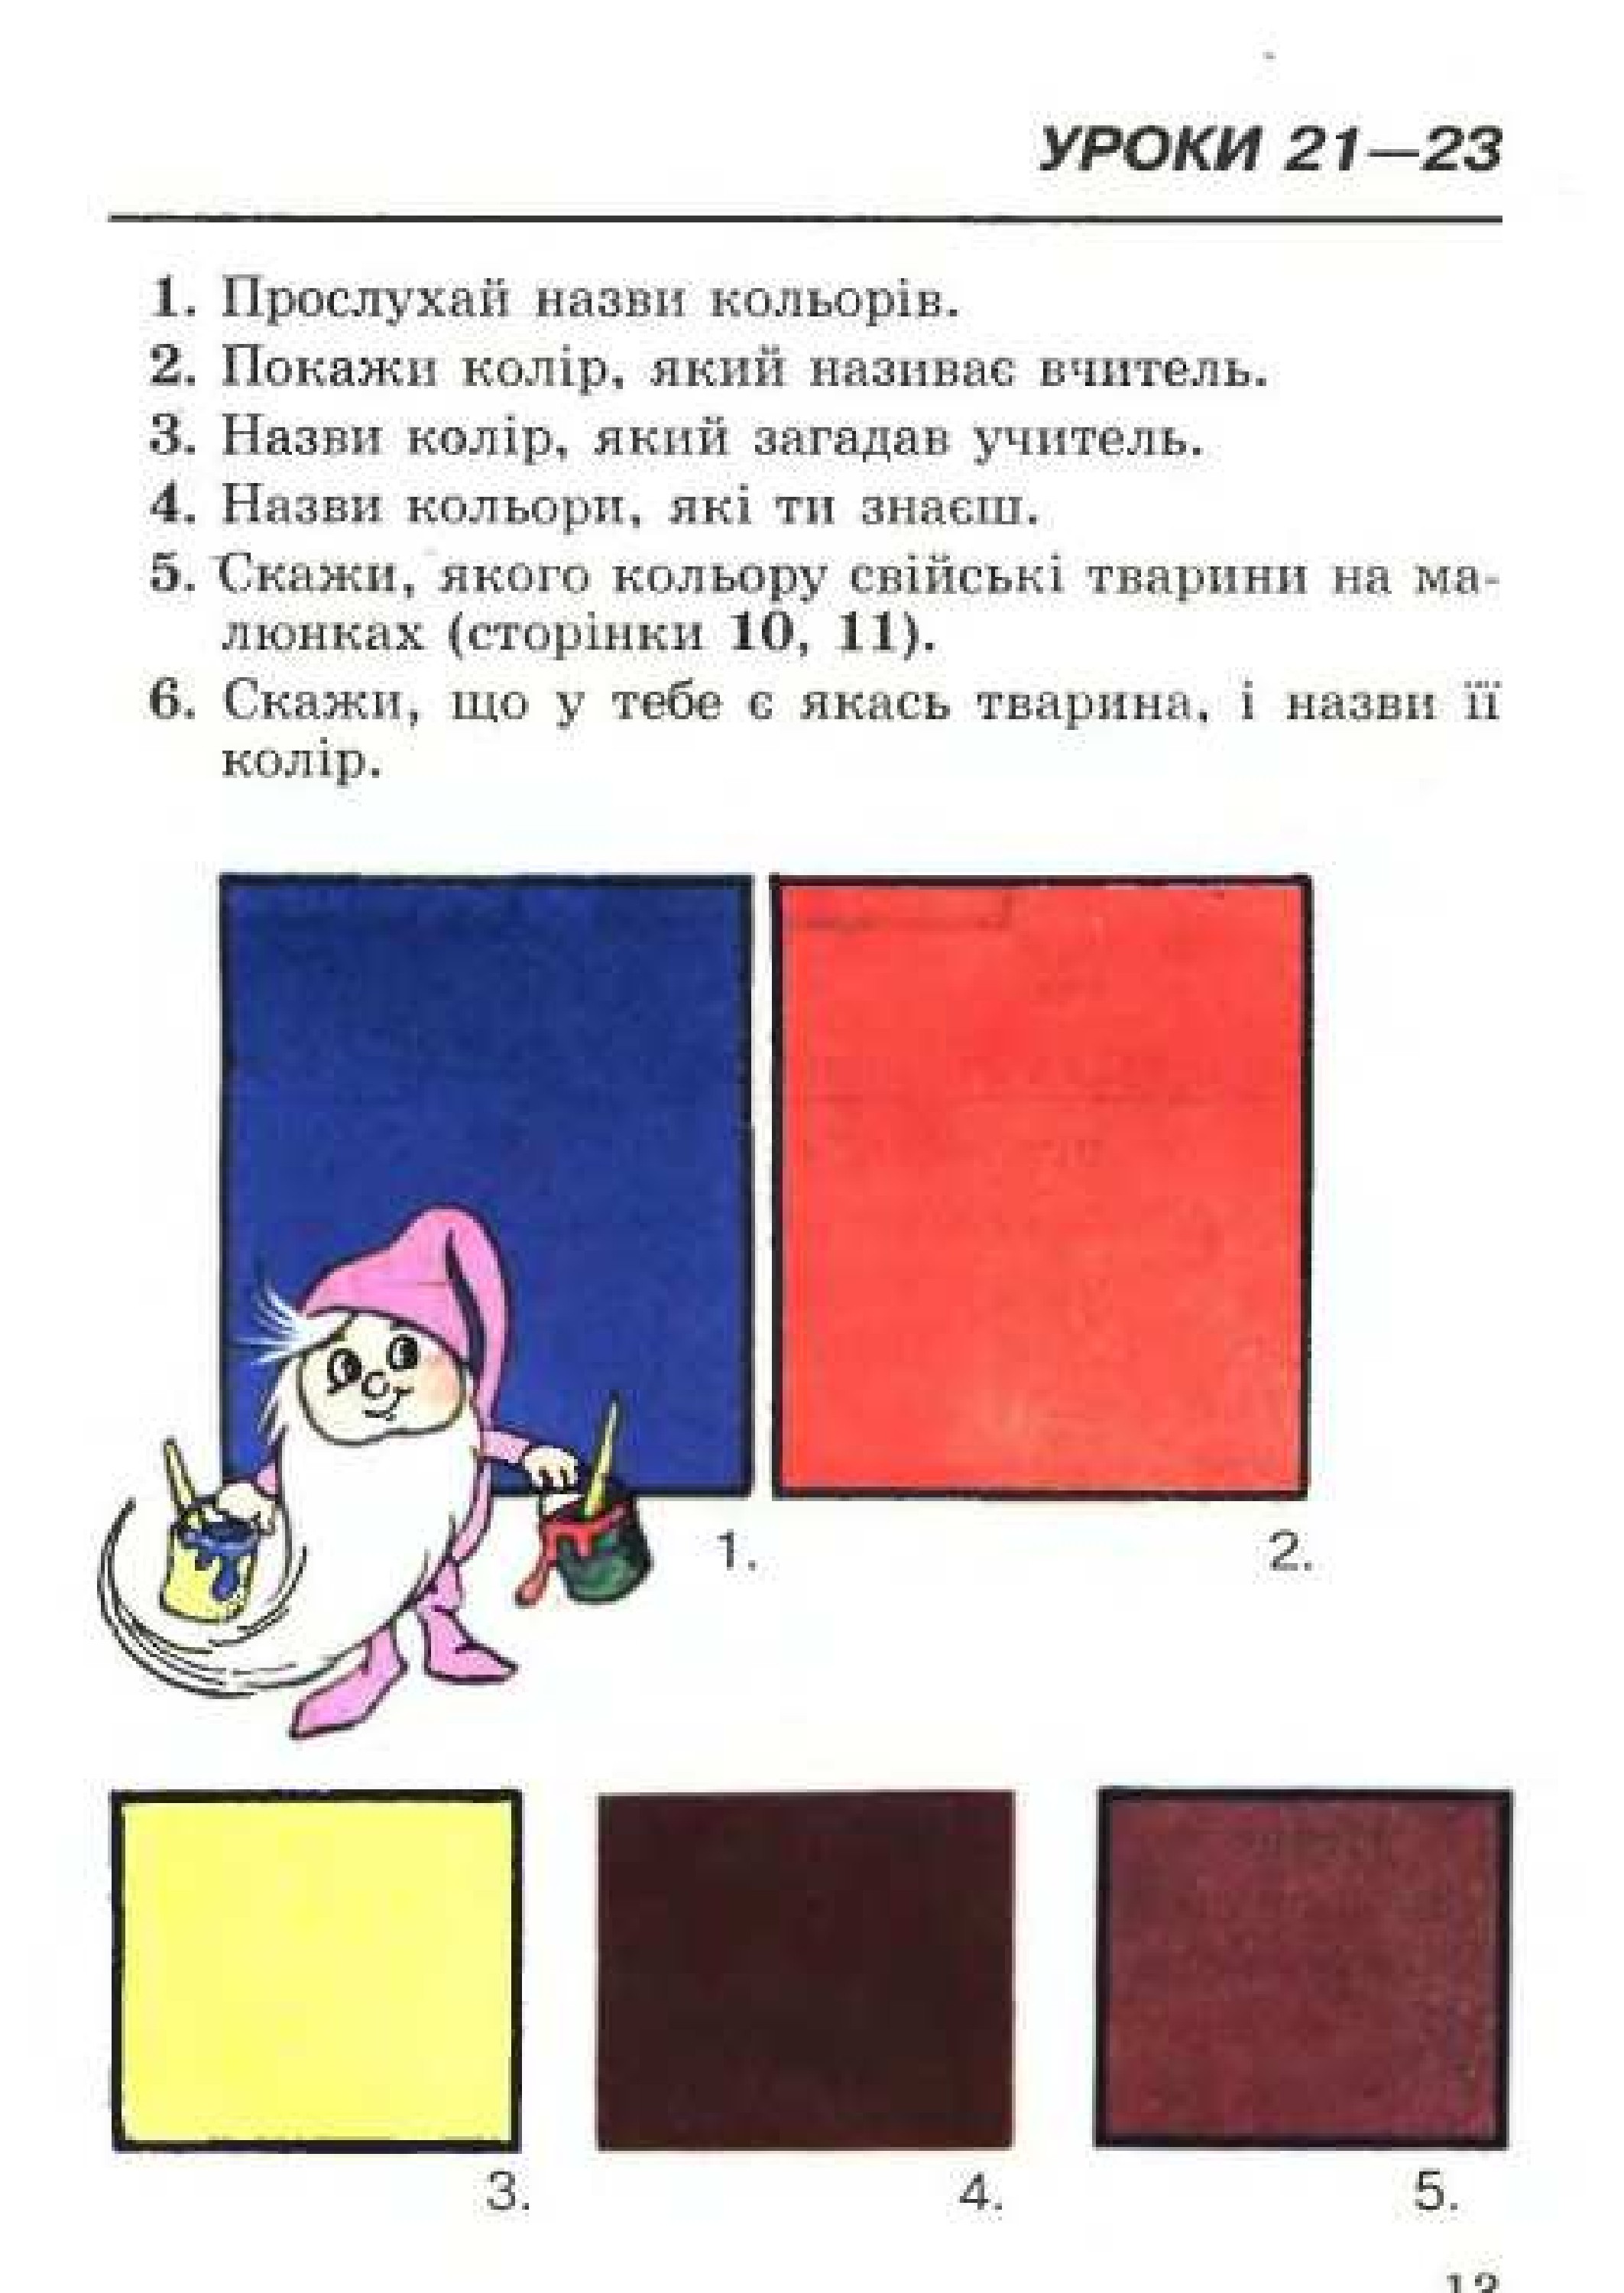 УРОКИ 21—23
1. Прослухай назви кольорів.
2. Покажи колір, який називає вчитель.
3. Назви колір, який загадав учитель.
4. Назви кольори, які ти знаєш.
5. Скажи, якого кольору свійські тварини на ма-
люнках (сторінки 10, 11).
6. Скажи, що у тебе є якась тварина, і назви її
колір.
1.
2.
3.
4.
5.